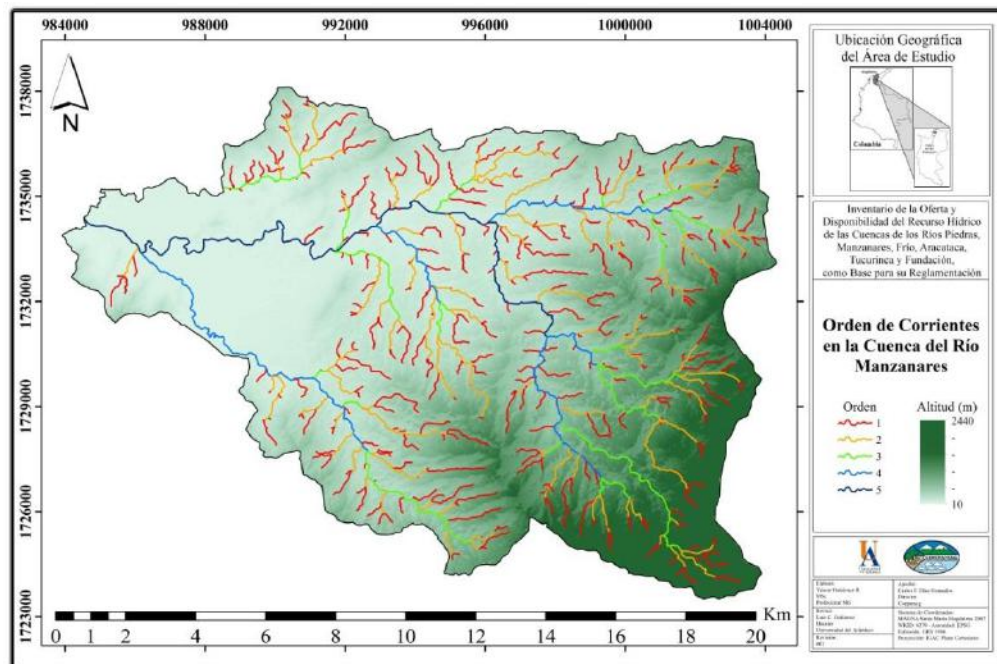 984000 988000 992000 996000 1000000 1004000
1738000
1735000
1732000
1729000
1726000
1723000
N
0 1 2 4 6 8 10 12 14 16 18 20
Km
Ubicación Geográfica
del Área de Estudio
Colombia
Inventario de la Oferta y
Disponibilidad del Recurso Hídrico
de las Cuencas de los Ríos Piedras,
Manzanares, Frío, Aracataca,
Tucurinca y Fundación,
como Base para su Reglamentación
Orden de Corrientes
en la Cuenca del Río
Manzanares
Orden Altitud (m)
1
2
3
4
5
2440
10
UA